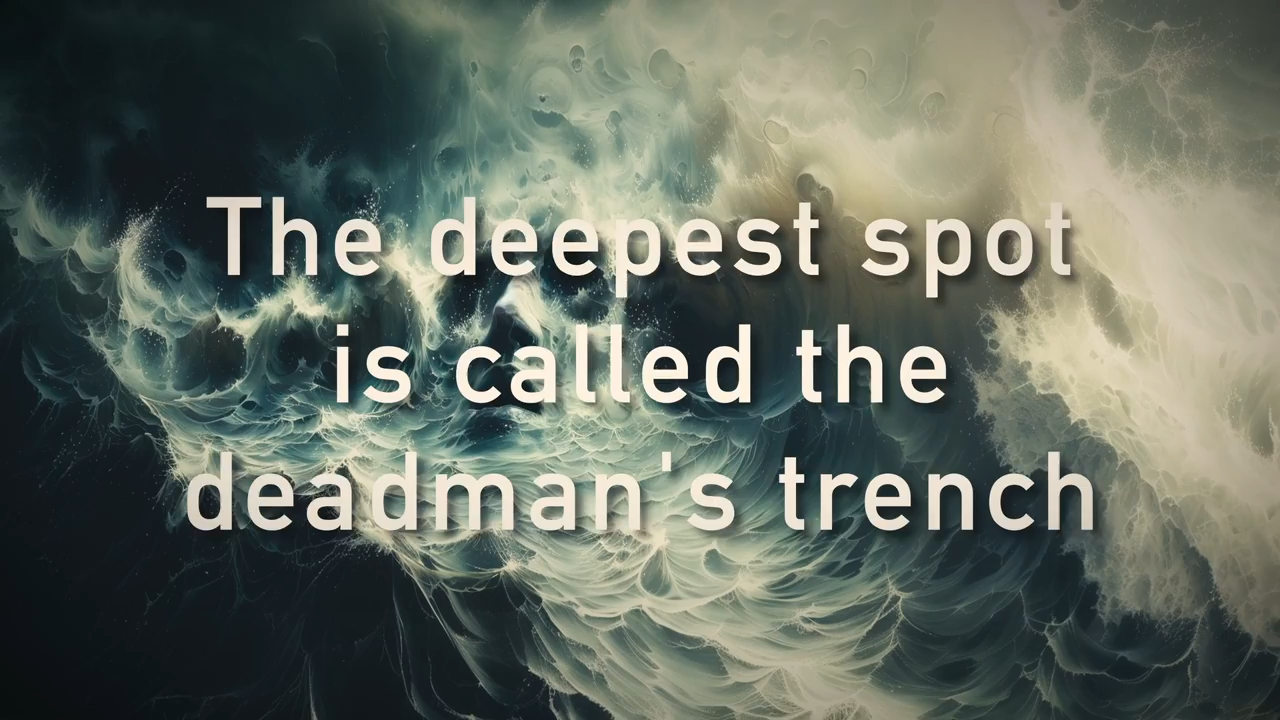 The deepest spot
is called the
deadman's trench